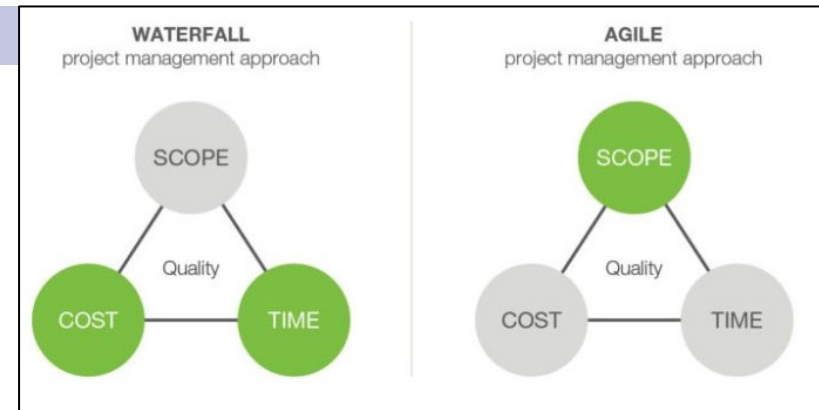 WATERFALL
project management approach
SCOPE
Quality
COST
TIME
AGILE
project management approach
SCOPE
Quality
COST
TIME